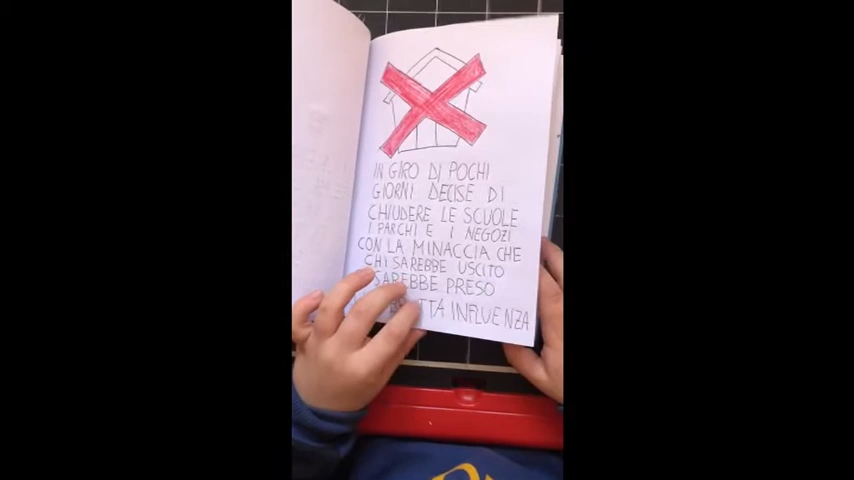 IN GIRO DI POCHI
GIORNI DECISE DI
CHIUDERE LE SCUOLE
I PARCHI E I NEGOZI
CON LA MINACCIA CHE
CHI SAREBBE USCITO
SAREBBE PRESO
INFLUENZA